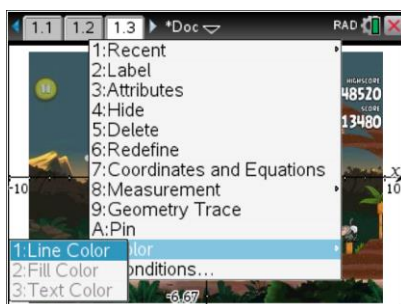 1.1 1.2 1.3 *Doc RAD
1:Recent
2:Label
3:Attributes
4:Hide
5:Delete
6:Redefine
7:Coordinates and Equations
8:Measurement
9:Geometry Trace
A:Pin
olor
onditions...
1:Line Color
2:Fill Color
3:Text Color
HIGHSCORE
48520
SCORE
13480
x
-10
10
-6.67